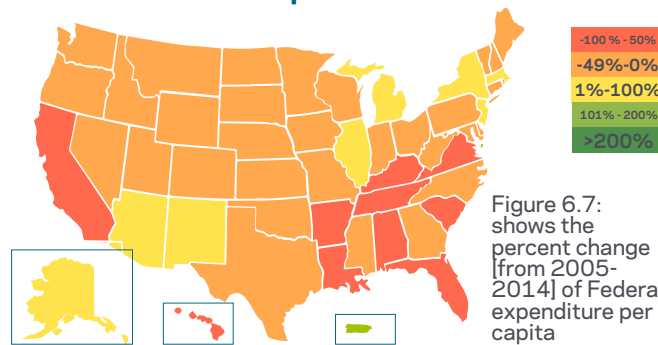 -100 % - 50%
-49%-0%
1%-100%
101% - 200%
>200%
Figure 6.7:
shows the
percent change
[from 2005-
2014] of Federa
expenditure per
capita